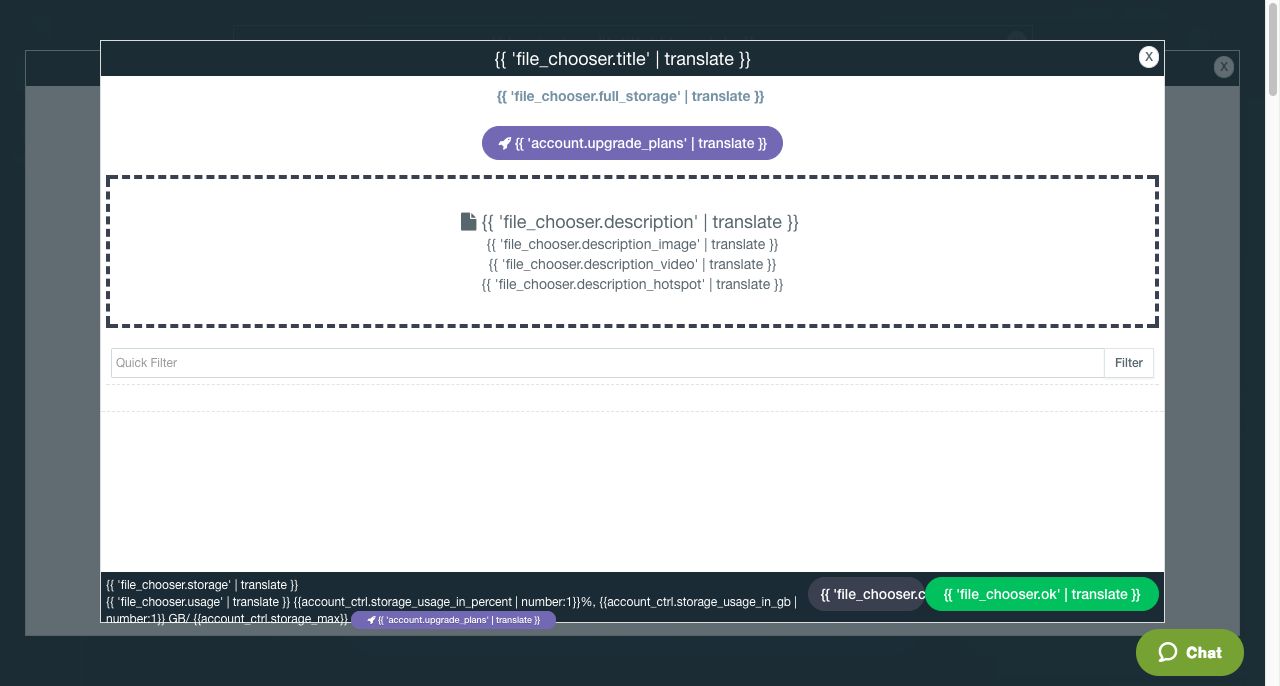 {{ 'file_chooser.title' | translate }}
X
X
{{ 'file_chooser.full_storage' | translate }}
{{ 'account.upgrade_plans' | translate }}
{{ 'file_chooser.description' | translate }}
{{ 'file_chooser.description_image' | translate }}
{{ 'file_chooser.description_video' | translate }}
{{ 'file_chooser.description_hotspot' | translate }}
Quick Filter
Filter
{{ 'file_chooser.storage' | translate }}
{{ 'file_chooser.usage' | translate }} {{account_ctrl.storage_usage_in_percent | number:1}}%, {{account_ctrl.storage_usage_in_gb |
number:1}} GB/ {{account_ctrl.storage_max}}
{{ 'account.upgrade_plans' | translate }}
{{ 'file_chooser.c
{{ 'file_chooser.ok' | translate }}
Chat